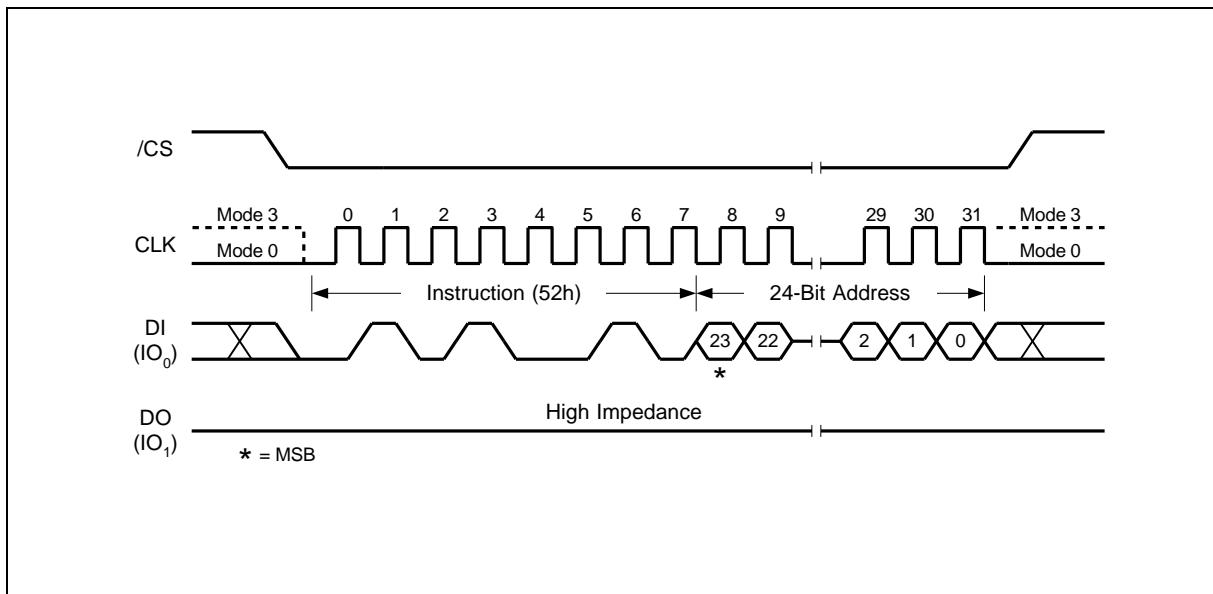 /CS
Mode 3
0 1 2 3 4 5 6 7 8 9 29 30 31
Mode 3
CLK
Mode 0
Mode 0
Instruction (52h)
24-Bit Address
DI
(IO0)
23 22 2 1 0
*
DO
(IO1)
High Impedance
* = MSB